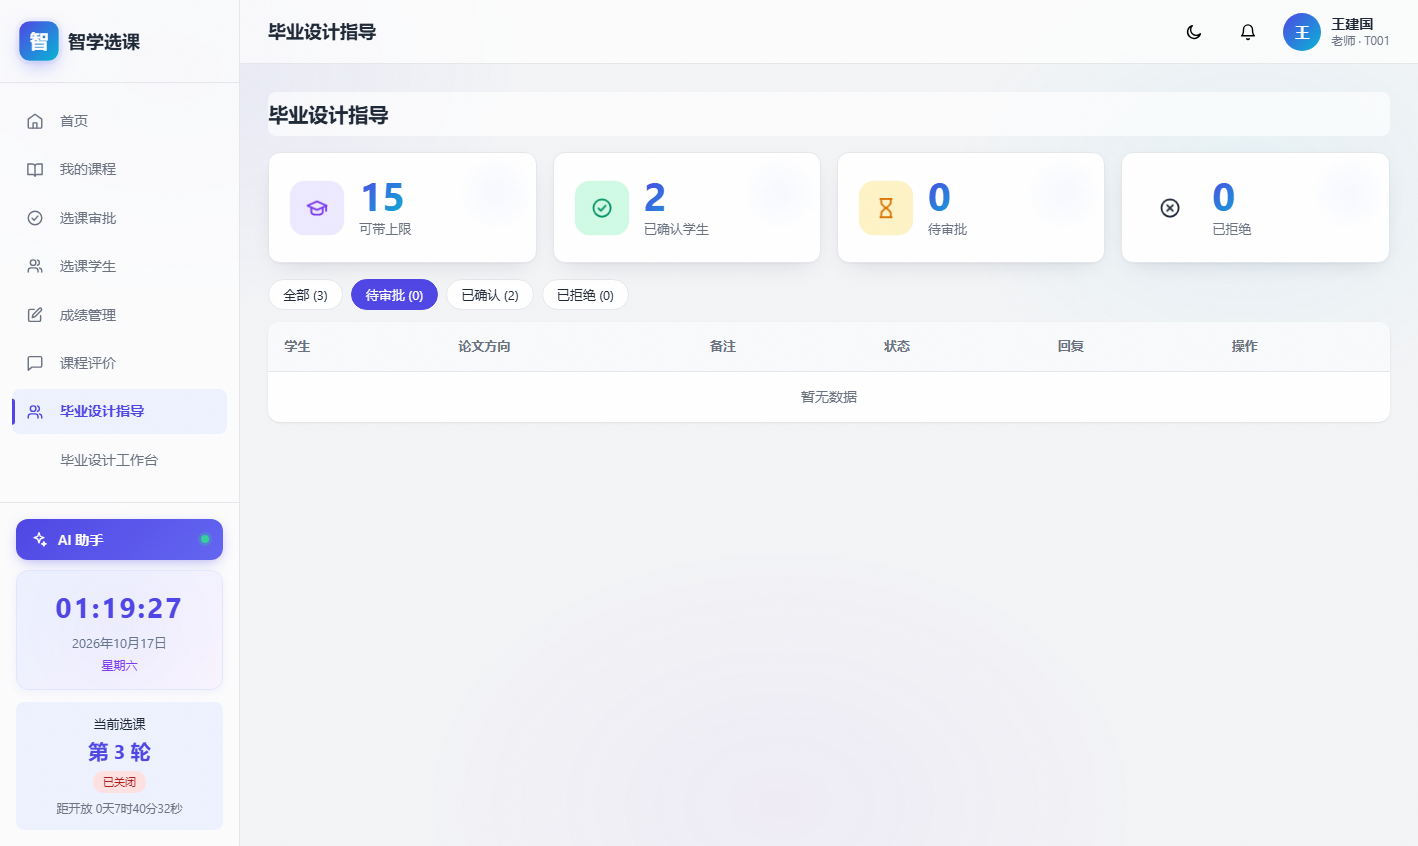 智 智学选课
首页
我的课程
选课审批
选课学生
成绩管理
课程评价
毕业设计指导
毕业设计工作台
AI 助手
01:19:27
2026年10月17日
星期六
当前选课
第 3 轮
已关闭
距开放 0天7时40分32秒
毕业设计指导
王 王建国
老师 · T001
毕业设计指导
15
可带上限
2
已确认学生
0
待审批
0
已拒绝
全部 (3) 待审批 (0) 已确认 (2) 已拒绝 (0)
学生 论文方向 备注 状态 回复 操作
暂无数据